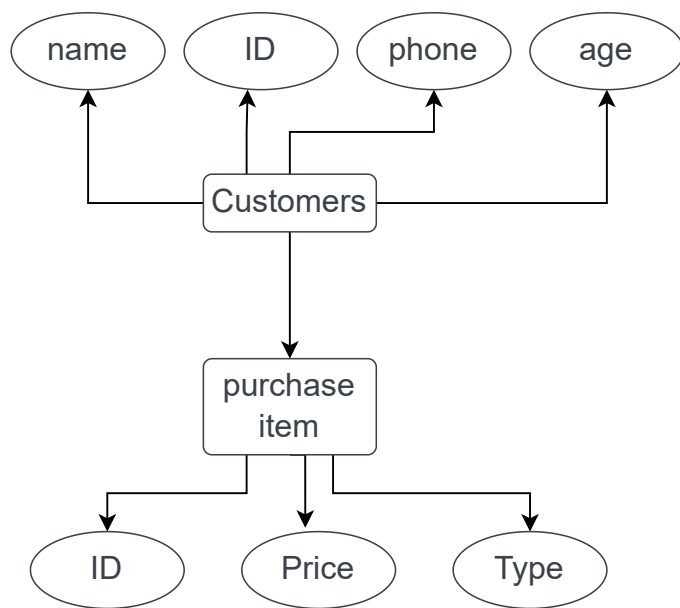 name
ID
phone
age
Customers
purchase
item
ID
Price
Type